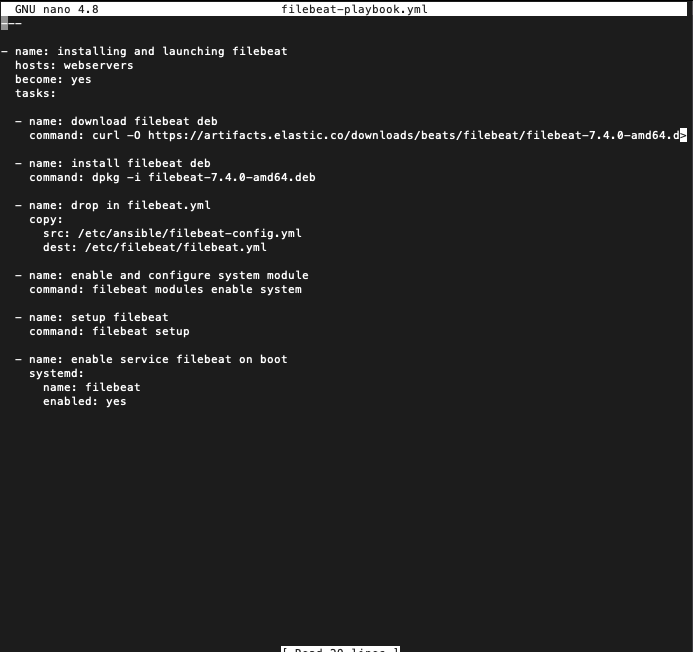 GNU nano 4.8 filebeat-playbook.yml
---
- name: installing and launching filebeat
hosts: webservers
become: yes
tasks:
- name: download filebeat deb
command: curl -O https://artifacts.elastic.co/downloads/beats/filebeat/filebeat-7.4.0-amd64.d>
- name: install filebeat deb
command: dpkg -i filebeat-7.4.0-amd64.deb
- name: drop in filebeat.yml
copy:
src: /etc/ansible/filebeat-config.yml
dest: /etc/filebeat/filebeat.yml
- name: enable and configure system module
command: filebeat modules enable system
- name: setup filebeat
command: filebeat setup
- name: enable service filebeat on boot
systemd:
name: filebeat
enabled: yes